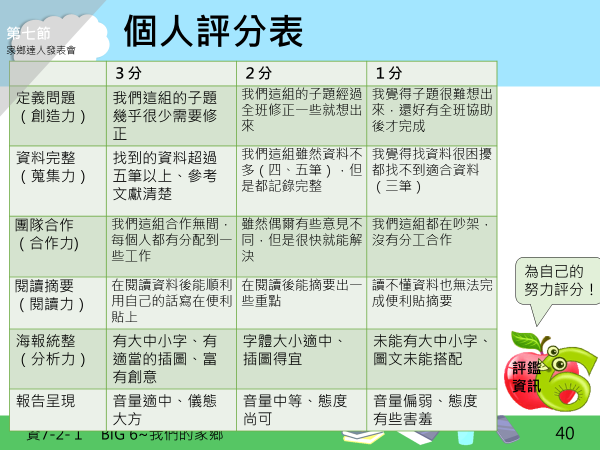 第七節
家鄉達人發表會
個人評分表
3分
2分
1分
定義問題
（創造力）
我們這組的子題
幾乎很少需要修
正
我們這組的子題經過
全班修正一些就想出
來
我覺得子題很難想出
來，還好有全班協助
後才完成
資料完整
（蒐集力）
找到的資料超過
五筆以上、參考
文獻清楚
我們這組雖然資料不
多（四、五筆），但
是都記錄完整
我覺得找資料很困擾
都找不到適合資料
（三筆）
團隊合作
（合作力)
我們這組合作無間，
每個人都有分配到一
些工作
雖然偶爾有些意見不
同，但是很快就能解
決
我們這組都在吵架，
沒有分工合作
閱讀摘要
（閱讀力）
在閱讀資料後能順利
用自己的話寫在便利
貼上
在閱讀後能摘要出一
些重點
讀不懂資料也無法完
成便利貼摘要
海報統整
（分析力）
有大中小字、有
適當的插圖、富
有創意
字體大小適中、
插圖得宜
未能有大中小字、
圖文未能搭配
報告呈現
音量適中、儀態
大方
音量中等、態度
尚可
音量偏弱、態度
有些害羞
為自己的
努力評分！
評鑑
資訊
資7-2-1 BIG 6~我們的家鄉
40